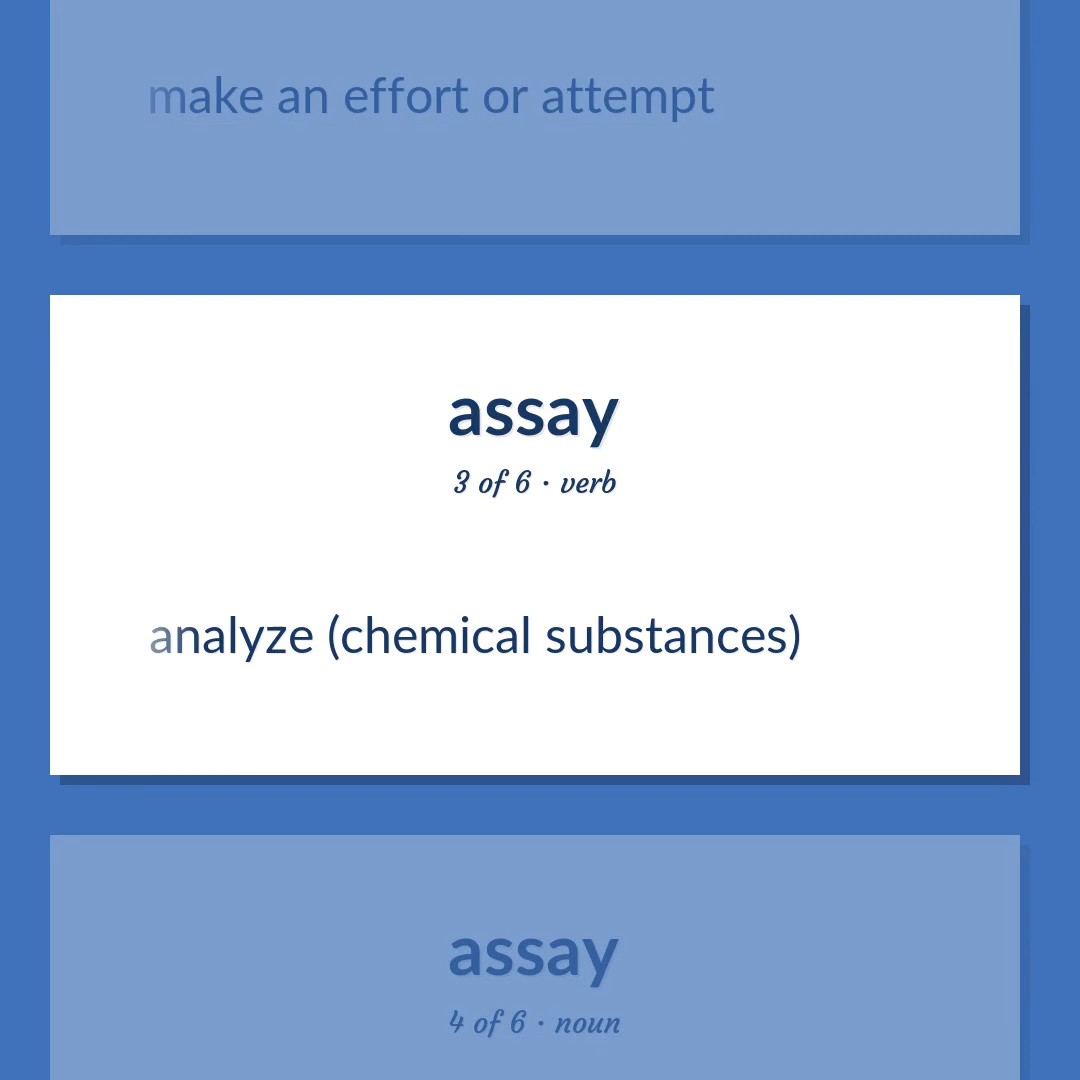 make an effort or attempt
assay
3 of 6 · verb
analyze (chemical substances)
assay
4 of 6 · noun